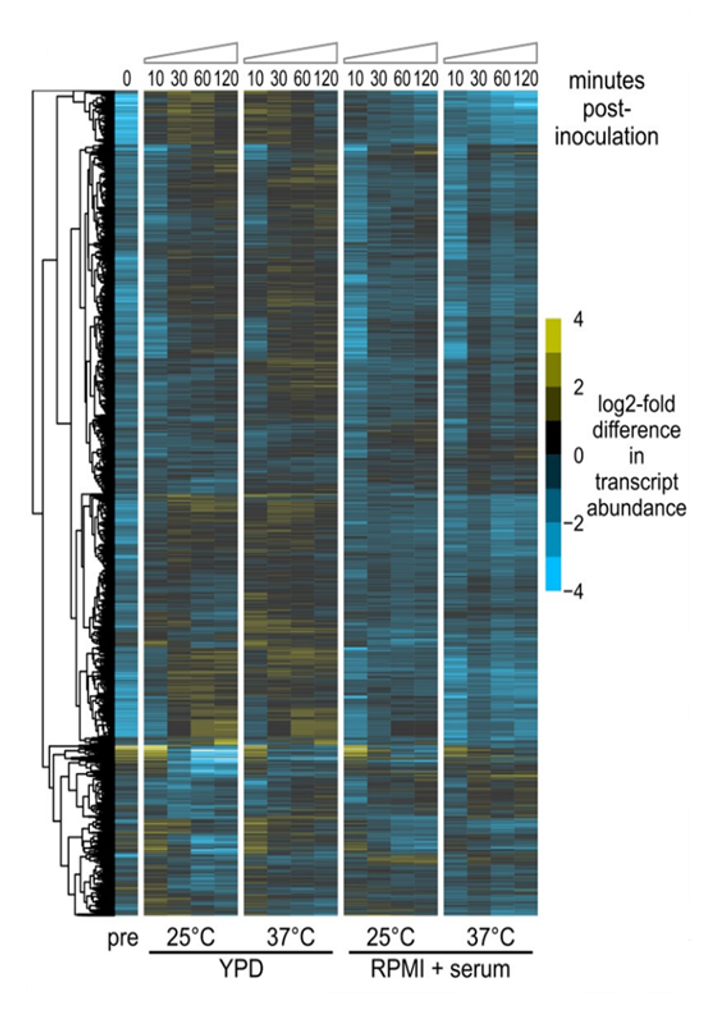 0 10 30 60 120 10 30 60 120 10 30 60 120 10 30 60 120
minutes
post-
inoculation
4
2
0
−2
−4
log2-fold
difference
in
transcript
abundance
pre 25°C 37°C 25°C 37°C
YPD RPMI + serum